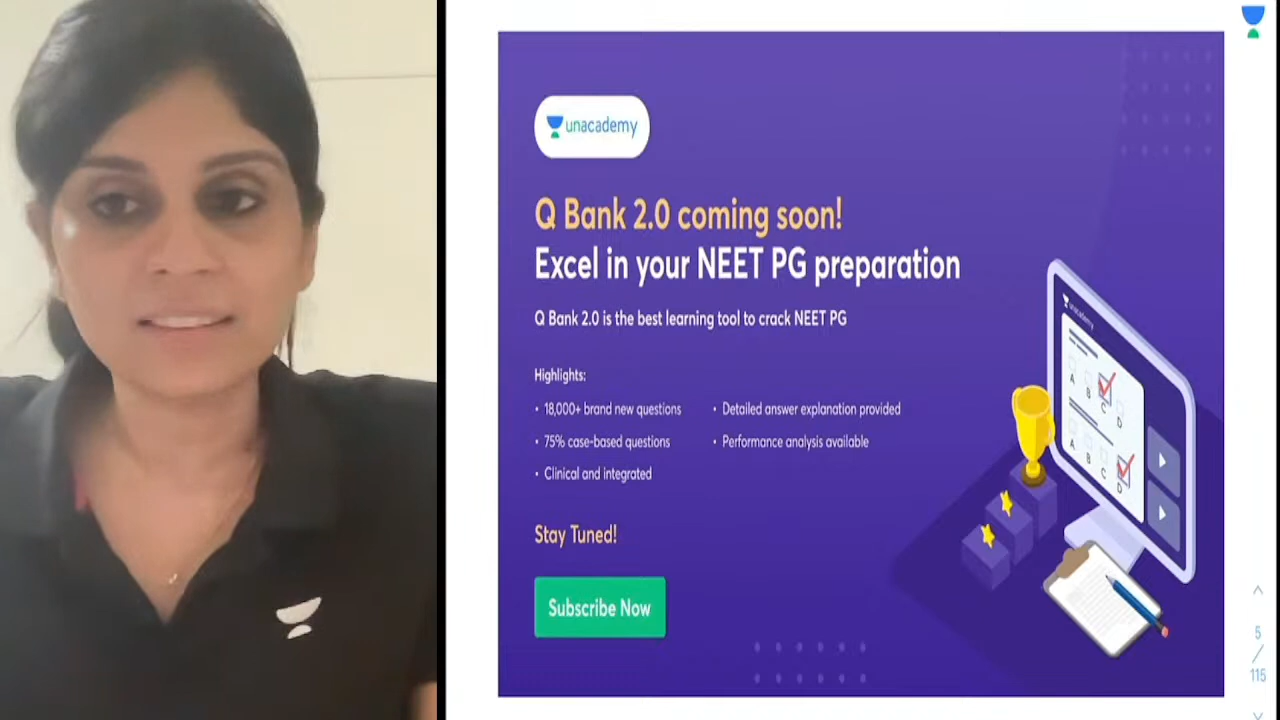 unacademy
Q Bank 2.0 coming soon!
Excel in your NEET PG preparation
Q Bank 2.0 is the best learning tool to crack NEET PG
Highlights:
• 18,000+ brand new questions
• 75% case-based questions
• Clinical and integrated
• Detailed answer explanation provided
• Performance analysis available
Stay Tuned!
Subscribe Now
unacademy
A
B
C
D
A
B
C
D
5
/
115